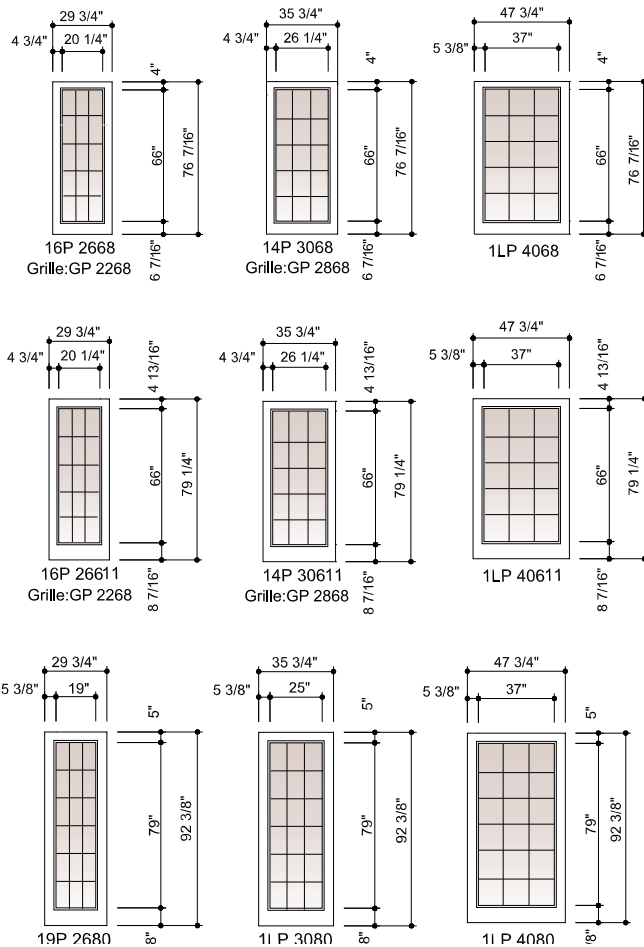 29 3/4"
4 3/4" 20 1/4"
4"
66"
76 7/16"
6 7/16"
16P 2668
Grille:GP 2268
35 3/4"
4 3/4" 26 1/4"
4"
66"
76 7/16"
6 7/16"
14P 3068
Grille:GP 2868
47 3/4"
5 3/8" 37"
4"
66"
76 7/16"
6 7/16"
1LP 4068
29 3/4"
4 3/4" 20 1/4"
4 13/16"
66"
79 1/4"
8 7/16"
16P 26611
Grille:GP 2268
35 3/4"
4 3/4" 26 1/4"
4 13/16"
66"
79 1/4"
8 7/16"
14P 30611
Grille:GP 2868
47 3/4"
5 3/8" 37"
4 13/16"
66"
79 1/4"
8 7/16"
1LP 40611
29 3/4"
5 3/8" 19"
5"
79"
92 3/8"
8"
19P 2680
35 3/4"
5 3/8" 25"
5"
79"
92 3/8"
8"
1LP 3080
47 3/4"
5 3/8" 37"
5"
79"
92 3/8"
/8"
1LP 4080